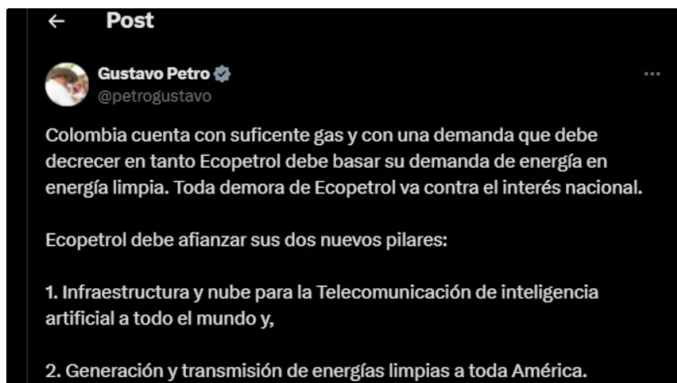 Post
Gustavo Petro
@petrogustavo
Colombia cuenta con suficente gas y con una demanda que debe
decrecer en tanto Ecopetrol debe basar su demanda de energía en
energía limpia. Toda demora de Ecopetrol va contra el interés nacional.
Ecopetrol debe afianzar sus dos nuevos pilares:
1. Infraestructura y nube para la Telecomunicación de inteligencia
artificial a todo el mundo y,
2. Generación y transmisión de energías limpias a toda América.